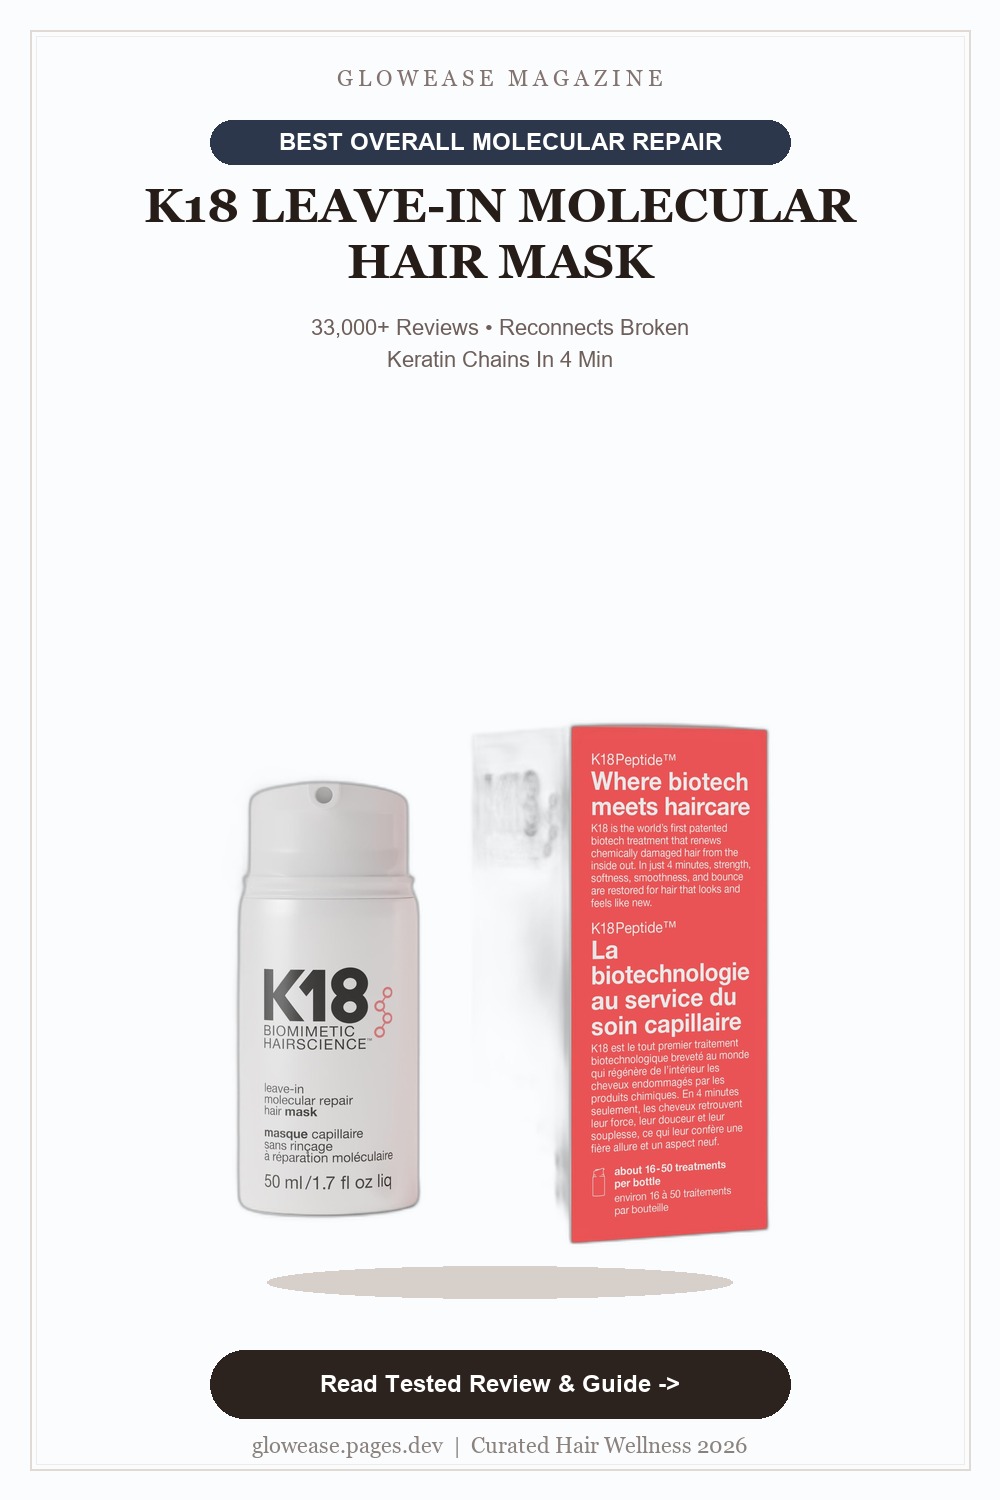 GLOWEASE MAGAZINE
BEST OVERALL MOLECULAR REPAIR
K18 LEAVE-IN MOLECULAR
HAIR MASK
33,000+ Reviews • Reconnects Broken
Keratin Chains In 4 Min
K18
BIOMIMETIC
HAIRSCIENCE™
leave-in
molecular repair
hair mask
masque capillaire
sans rinçage
à réparation moléculaire
50 ml/1.7 fl oz liq
K18Peptide™
Where biotech
meets haircare
K18 is the world's first patented
biotech treatment that renews
chemically damaged hair from the
inside out. In just 4 minutes, strength,
softness, smoothness, and bounce
are restored for hair that looks and
feels like new.
K18Peptide™
La
biotechnologie
au service du
soin capillaire
K18 est le tout premier traitement
biotechnologique breveté au monde
qui régénère de l'intérieur les
cheveux endommagés par les
produits chimiques. En 4 minutes
seulement, les cheveux retrouvent
leur force, leur douceur et leur
souplesse, ce qui leur confère une
fière allure et un aspect neuf.
about 16-50 treatments
per bottle
environ 16 à 50 traitements
par bouteille
Read Tested Review & Guide ->
glowease.pages.dev | Curated Hair Wellness 2026